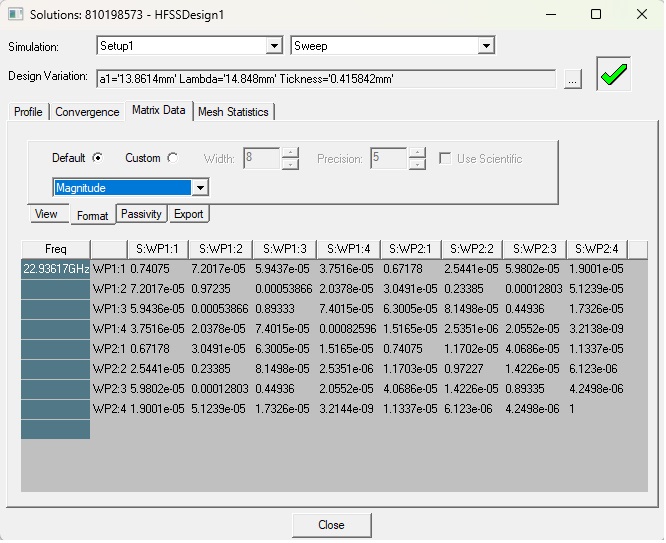 Solutions: 810198573 - HFSSDesign1
Simulation: Setup1 Sweep
Design Variation: a1='13.8614mm' Lambda='14.848mm' Tickness='0.415842mm' ...
Profile Convergence Matrix Data Mesh Statistics
Default Custom Width: 8 Precision: 5 Use Scientific
Magnitude
View Format Passivity Export
Freq S:WP1:1 S:WP1:2 S:WP1:3 S:WP1:4 S:WP2:1 S:WP2:2 S:WP2:3 S:WP2:4
22.93617GHz WP1:1 0.74075 7.2017e-05 5.9437e-05 3.7516e-05 0.67178 2.5441e-05 5.9802e-05 1.9001e-05
WP1:2 7.2017e-05 0.97235 0.00053866 2.0378e-05 3.0491e-05 0.23385 0.00012803 5.1239e-05
WP1:3 5.9436e-05 0.00053866 0.89333 7.4015e-05 6.3005e-05 8.1498e-05 0.44936 1.7326e-05
WP1:4 3.7516e-05 2.0378e-05 7.4015e-05 0.00082596 1.5165e-05 2.5351e-06 2.0552e-05 3.2138e-09
WP2:1 0.67178 3.0491e-05 6.3005e-05 1.5165e-05 0.74075 1.1702e-05 4.0686e-05 1.1337e-05
WP2:2 2.5441e-05 0.23385 8.1498e-05 2.5351e-06 1.1703e-05 0.97227 1.4226e-05 6.123e-06
WP2:3 5.9802e-05 0.00012803 0.44936 2.0552e-05 4.0686e-05 1.4226e-05 0.89335 4.2498e-06
WP2:4 1.9001e-05 5.1239e-05 1.7326e-05 3.2144e-09 1.1337e-05 6.123e-06 4.2498e-06 1
Close